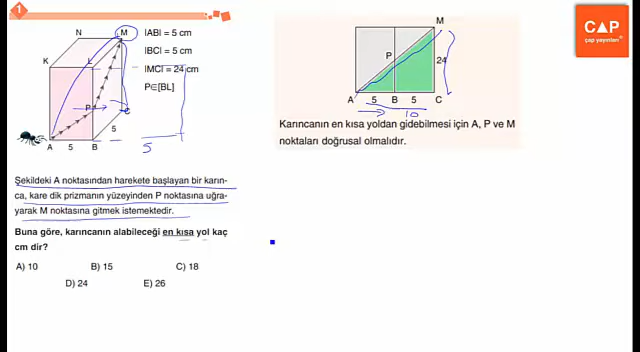 1
N M
K L
P C
A 5 B 5
|AB| = 5 cm
|BC| = 5 cm
|MC| = 24 cm
P∈[BL]
5
Şekildeki A noktasından harekete başlayan bir karın-
ca, kare dik prizmanın yüzeyinden P noktasına uğra-
yarak M noktasına gitmek istemektedir.
Buna göre, karıncanın alabileceği en kısa yol kaç
cm dir?
A) 10 B) 15 C) 18
D) 24 E) 26
M
P 24
A 5 B 5 C
10
Karıncanın en kısa yoldan gidebilmesi için A, P ve M
noktaları doğrusal olmalıdır.
CAP
çap yayınları